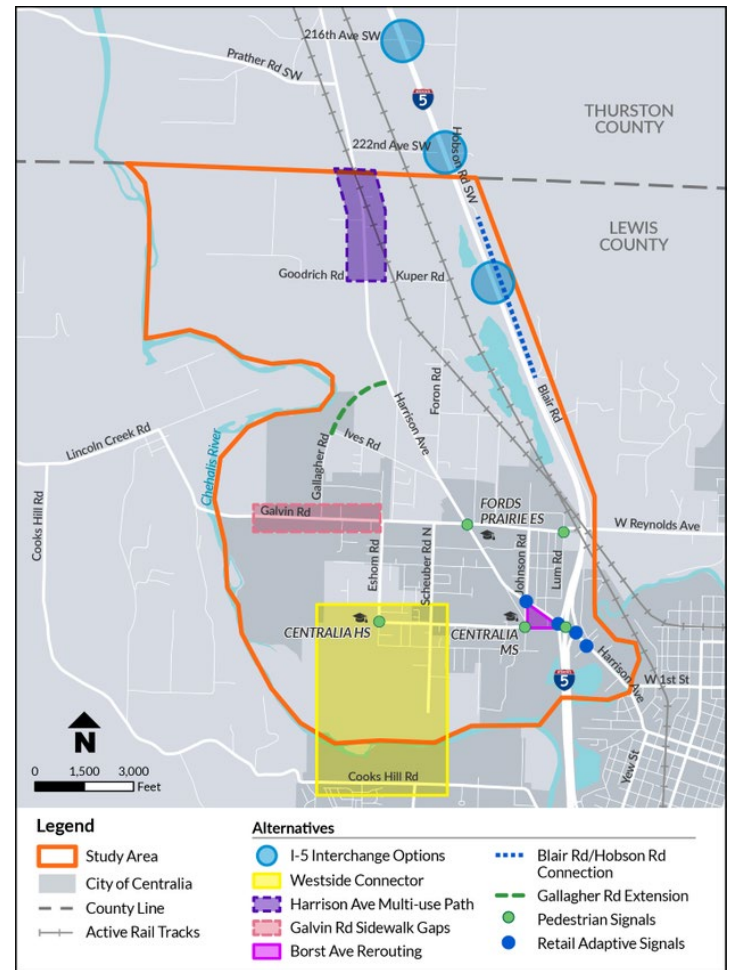 216th Ave SW
Prather Rd SW
5
THURSTON
COUNTY
222nd Ave SW
Hobson Rd SW
LEWIS
COUNTY
Goodrich Rd
Kuper Rd
Blair Rd
Harrison Ave
Foron Rd
Lincoln Creek Rd
Chehalis River
Gallagher Rd
Ives Rd
Cooks Hill Rd
Galvin Rd
FORDS
PRAIRIE ES
W Reynolds Ave
Eshom Rd
Scheuber Rd N
Johnson Rd
Lum Rd
CENTRALIA HS
CENTRALIA
MS
Harrison Ave
5
W 1st St
Yew St
N
0 1,500 3,000
Feet
Cooks Hill Rd
Legend
Study Area
City of Centralia
County Line
Active Rail Tracks
Alternatives
I-5 Interchange Options
Westside Connector
Harrison Ave Multi-use Path
Galvin Rd Sidewalk Gaps
Borst Ave Rerouting
Blair Rd/Hobson Rd
Connection
Gallagher Rd Extension
Pedestrian Signals
Retail Adaptive Signals